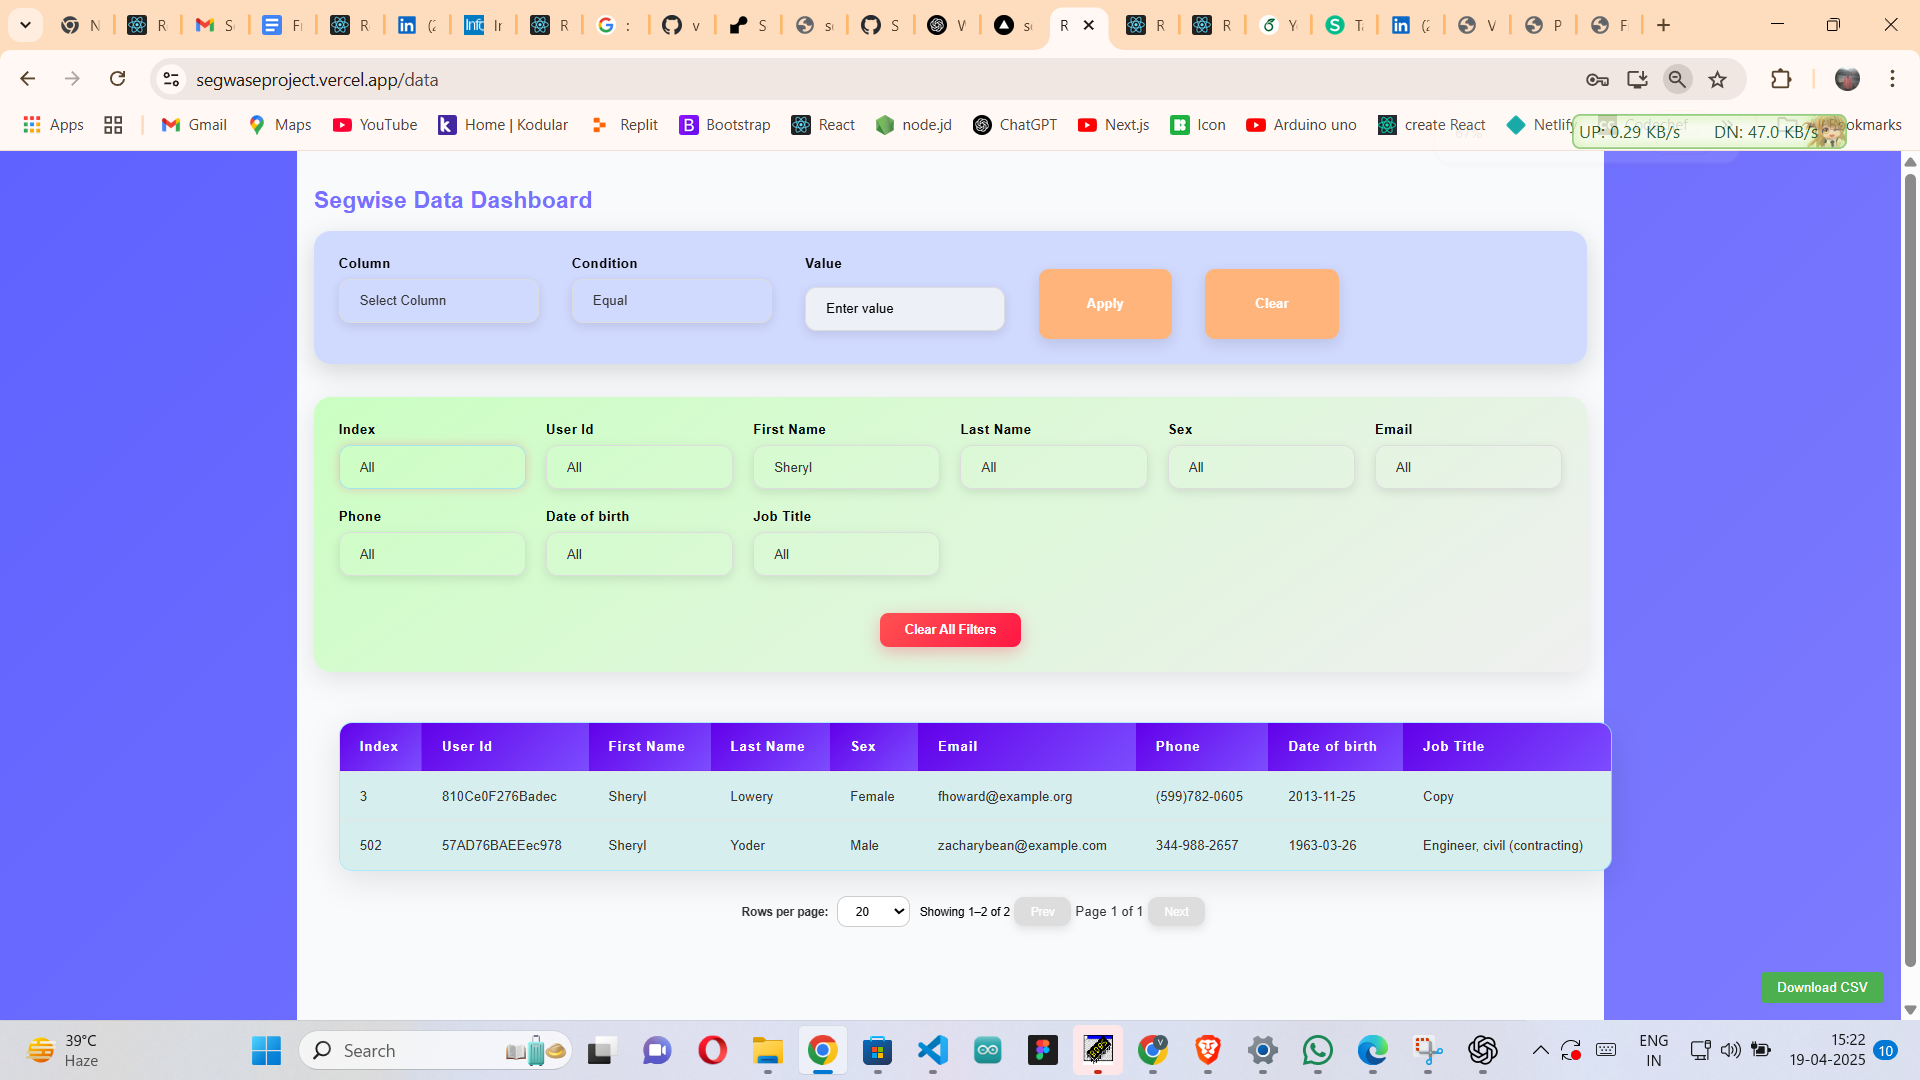 N
R
S
Fr
R
(2
Info
Ir
R
:
v
S
s
S
W
s
R
R
R
Y
Ta
(2
V
P
F
segwaseproject.vercel.app/data
Apps
Gmail
Maps
YouTube
Home | Kodular
Replit
Bootstrap
React
node.jd
ChatGPT
Next.js
Icon
Arduino uno
create React
Netlify
UP: 0.29 KB/s DN: 47.0 KB/s
Segwise Data Dashboard
Column Condition Value
Select Column Equal Enter value Apply Clear
Index User Id First Name Last Name Sex Email
All All Sheryl All All All
Phone Date of birth Job Title
All All All
Clear All Filters
Index User Id First Name Last Name Sex Email Phone Date of birth Job Title
3 810Ce0F276Badec Sheryl Lowery Female fhoward@example.org (599)782-0605 2013-11-25 Copy
502 57AD76BAEEec978 Sheryl Yoder Male zacharybean@example.com 344-988-2657 1963-03-26 Engineer, civil (contracting)
Rows per page: 20 Showing 1–2 of 2 Prev Page 1 of 1 Next
Download CSV
39°C
Haze
Search
ENG
IN
15:22
19-04-2025
10